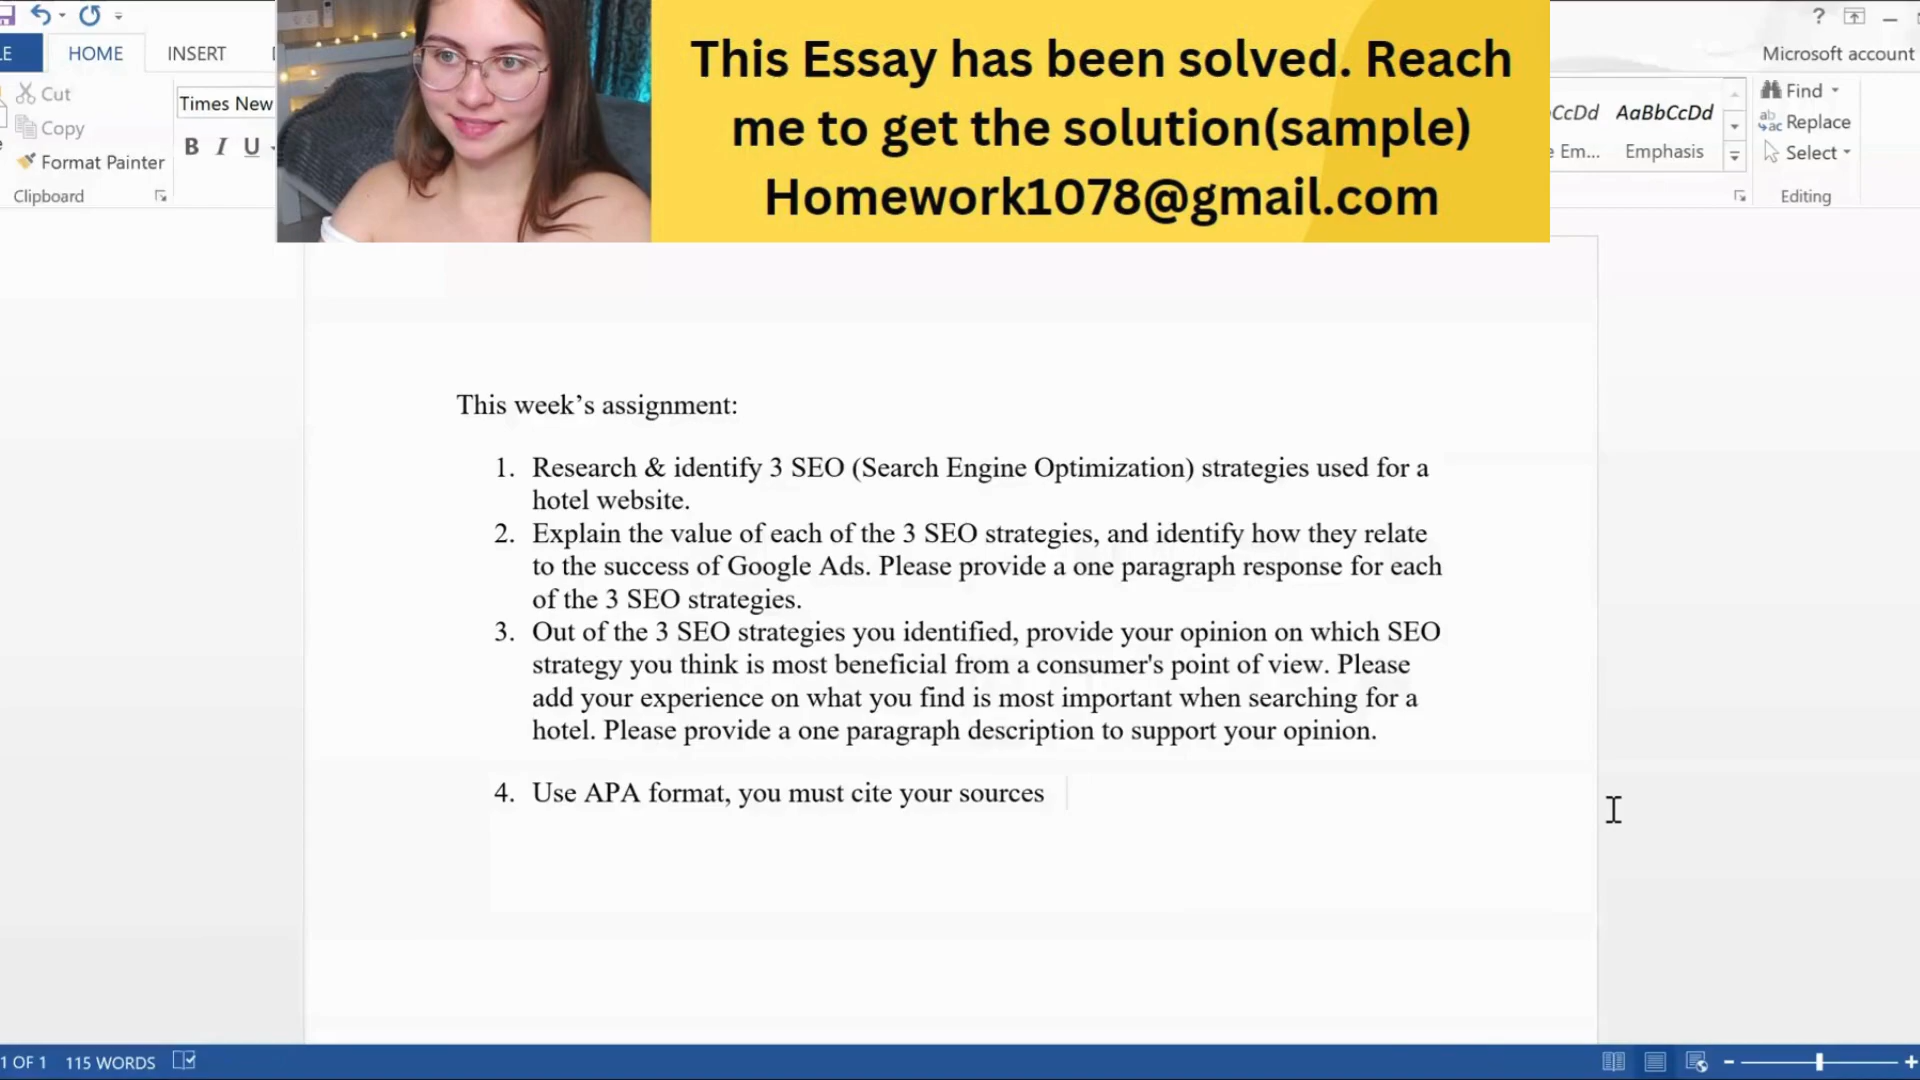 This Essay has been solved. Reach
me to get the solution(sample)
Homework1078@gmail.com
HOME INSERT
Microsoft account
Cut
Copy
Format Painter
Clipboard
Times New
B I U
CcDd AaBbCcDd
Em... Emphasis
Find
Replace
Select
Editing
This week’s assignment:
1. Research & identify 3 SEO (Search Engine Optimization) strategies used for a
hotel website.
2. Explain the value of each of the 3 SEO strategies, and identify how they relate
to the success of Google Ads. Please provide a one paragraph response for each
of the 3 SEO strategies.
3. Out of the 3 SEO strategies you identified, provide your opinion on which SEO
strategy you think is most beneficial from a consumer's point of view. Please
add your experience on what you find is most important when searching for a
hotel. Please provide a one paragraph description to support your opinion.
4. Use APA format, you must cite your sources
1 OF 1 115 WORDS